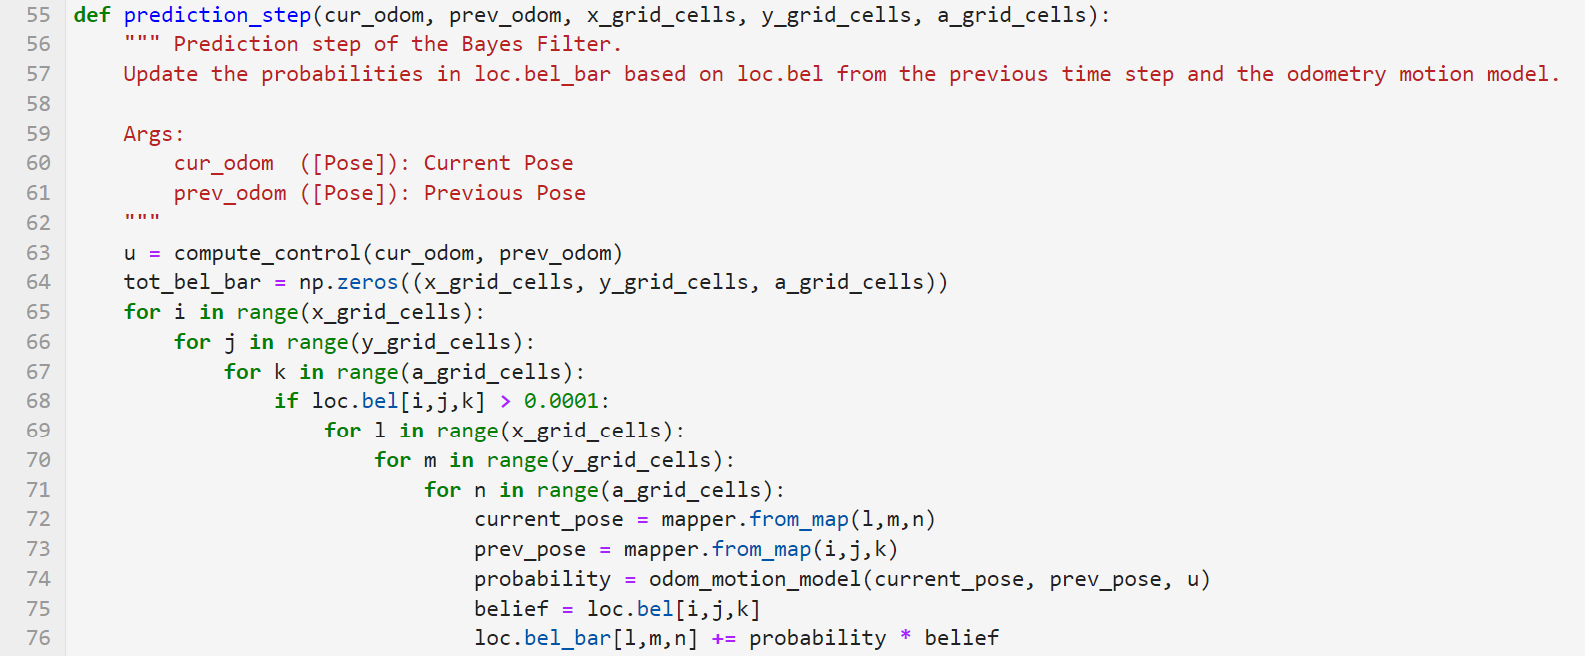 55 def prediction_step(cur_odom, prev_odom, x_grid_cells, y_grid_cells, a_grid_cells):
56     """ Prediction step of the Bayes Filter.
57     Update the probabilities in loc.bel_bar based on loc.bel from the previous time step and the odometry motion model.
58
59     Args:
60         cur_odom  ([Pose]): Current Pose
61         prev_odom ([Pose]): Previous Pose
62     """
63     u = compute_control(cur_odom, prev_odom)
64     tot_bel_bar = np.zeros((x_grid_cells, y_grid_cells, a_grid_cells))
65     for i in range(x_grid_cells):
66         for j in range(y_grid_cells):
67             for k in range(a_grid_cells):
68                 if loc.bel[i,j,k] > 0.0001:
69                     for l in range(x_grid_cells):
70                         for m in range(y_grid_cells):
71                             for n in range(a_grid_cells):
72                                 current_pose = mapper.from_map(l,m,n)
73                                 prev_pose = mapper.from_map(i,j,k)
74                                 probability = odom_motion_model(current_pose, prev_pose, u)
75                                 belief = loc.bel[i,j,k]
76                                 loc.bel_bar[l,m,n] += probability * belief